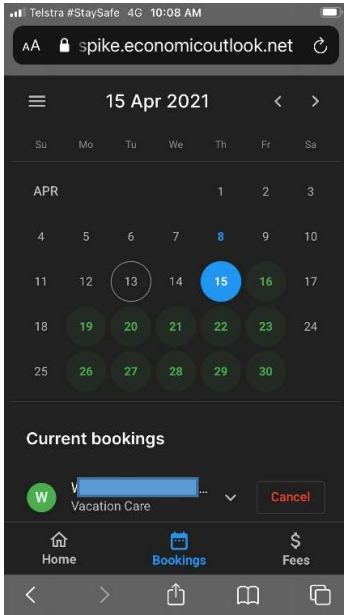 Telstra #StaySafe 4G 10:08 AM
AA spike.economicoutlook.net
15 Apr 2021
Su Mo Tu We Th Fr Sa
APR 1 2 3
4 5 6 7 8 9 10
11 12 13 14 15 16 17
18 19 20 21 22 23 24
25 26 27 28 29 30
Current bookings
W
...
Vacation Care
Cancel
Home Bookings $ Fees